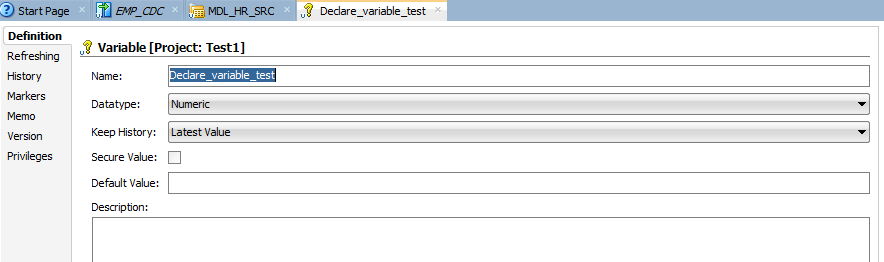 Start Page EMP_CDC MDL_HR_SRC Declare_variable_test
Definition
Refreshing
History
Markers
Memo
Version
Privileges
Variable [Project: Test1]
Name: Declare_variable_test
Datatype: Numeric
Keep History: Latest Value
Secure Value:
Default Value:
Description: